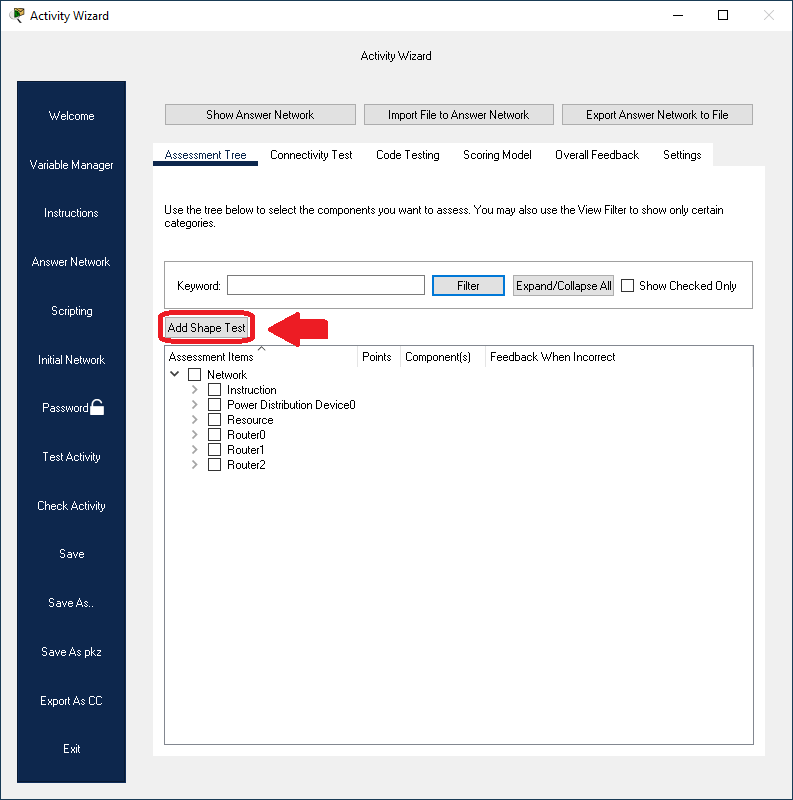 Activity Wizard
Activity Wizard
Welcome
Variable Manager
Instructions
Answer Network
Scripting
Initial Network
Password
Test Activity
Check Activity
Save
Save As..
Save As pkz
Export As CC
Exit
Show Answer Network
Import File to Answer Network
Export Answer Network to File
Assessment Tree
Connectivity Test
Code Testing
Scoring Model
Overall Feedback
Settings
Use the tree below to select the components you want to assess. You may also use the View Filter to show only certain
categories.
Keyword:
Filter
Expand/Collapse All
Show Checked Only
Add Shape Test
Assessment Items
Points
Component(s)
Feedback When Incorrect
Network
Instruction
Power Distribution Device0
Resource
Router0
Router1
Router2